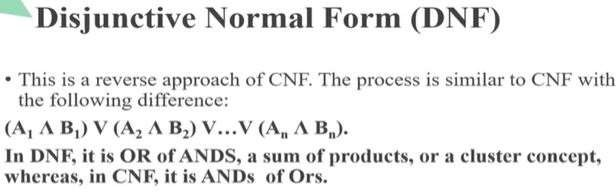 Disjunctive Normal Form (DNF)
• This is a reverse approach of CNF. The process is similar to CNF with
the following difference:
(A₁ Λ B₁) V (A₂ Λ B₂) V…V (Aₙ Λ Bₙ).
In DNF, it is OR of ANDS, a sum of products, or a cluster concept,
whereas, in CNF, it is ANDs of Ors.